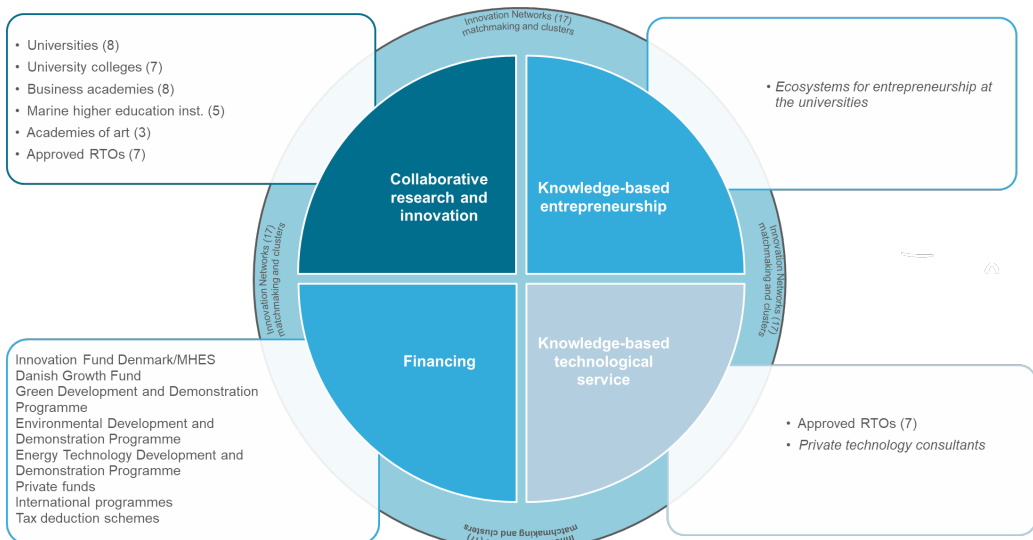 Innovation Networks (17)
matchmaking and clusters
• Universities (8)
• University colleges (7)
• Business academies (8)
• Marine higher education inst. (5)
• Academies of art (3)
• Approved RTOs (7)
• Ecosystems for entrepreneurship at
the universities
Collaborative
research and
innovation
Knowledge-based
entrepreneurship
Innovation Networks (17)
matchmaking and clusters
Innovation Networks (17)
matchmaking and clusters
Financing
Knowledge-based
technological
service
Innovation Fund Denmark/MHES
Danish Growth Fund
Green Development and Demonstration
Programme
Environmental Development and
Demonstration Programme
Energy Technology Development and
Demonstration Programme
Private funds
International programmes
Tax deduction schemes
• Approved RTOs (7)
• Private technology consultants
matchmaking and clusters